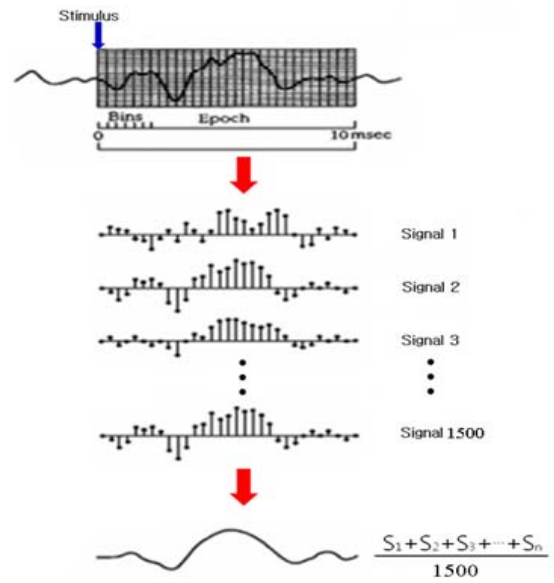 Stimulus
Bins
Epoch
0
10 msec
Signal 1
Signal 2
Signal 3
Signal 1500
S₁+S₂+S₃+⋯+Sₙ
1500